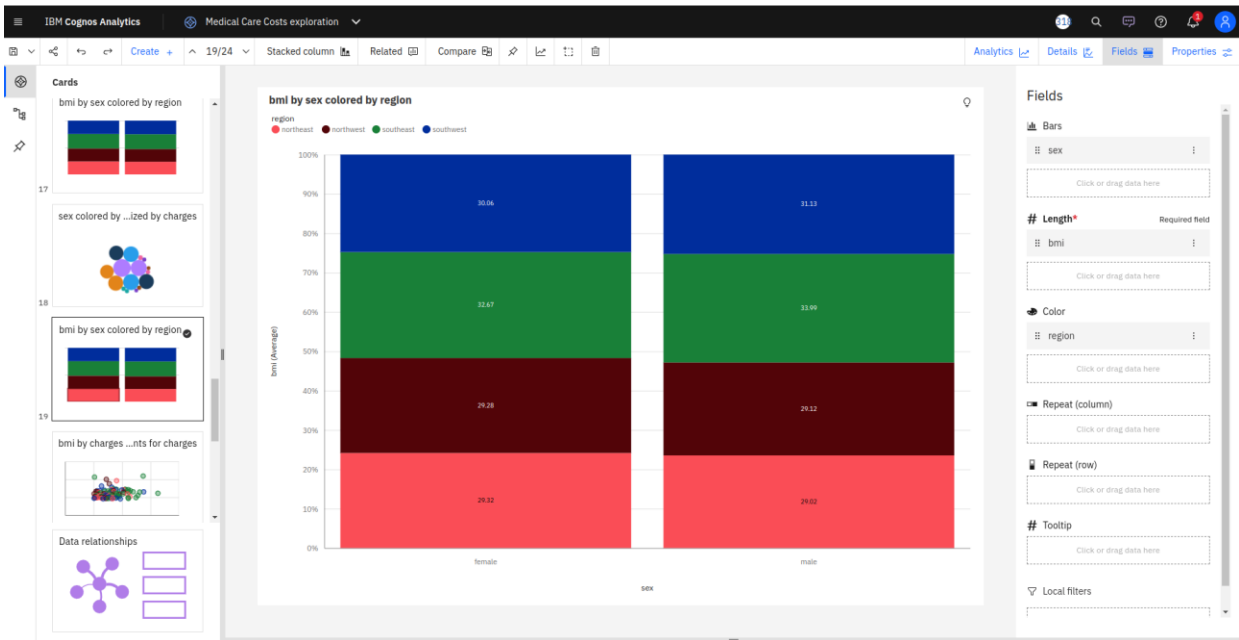 IBM Cognos Analytics
Medical Care Costs exploration
Create +
19/24
Stacked column
Related
Compare
Analytics
Details
Fields
Properties
Cards
bmi by sex colored by region
17
sex colored by ...ized by charges
18
bmi by sex colored by region
19
bmi by charges ...nts for charges
Data relationships
bmi by sex colored by region
region
northeast northwest southeast southwest
bmi (Average)
100%
90%
80%
70%
60%
50%
40%
30%
20%
10%
0%
30.06 31.13
32.67 33.99
29.28 29.12
29.32 29.02
female male
sex
Fields
Bars
sex
Click or drag data here
# Length* Required field
bmi
Click or drag data here
Color
region
Click or drag data here
Repeat (column)
Click or drag data here
Repeat (row)
Click or drag data here
# Tooltip
Click or drag data here
Local filters